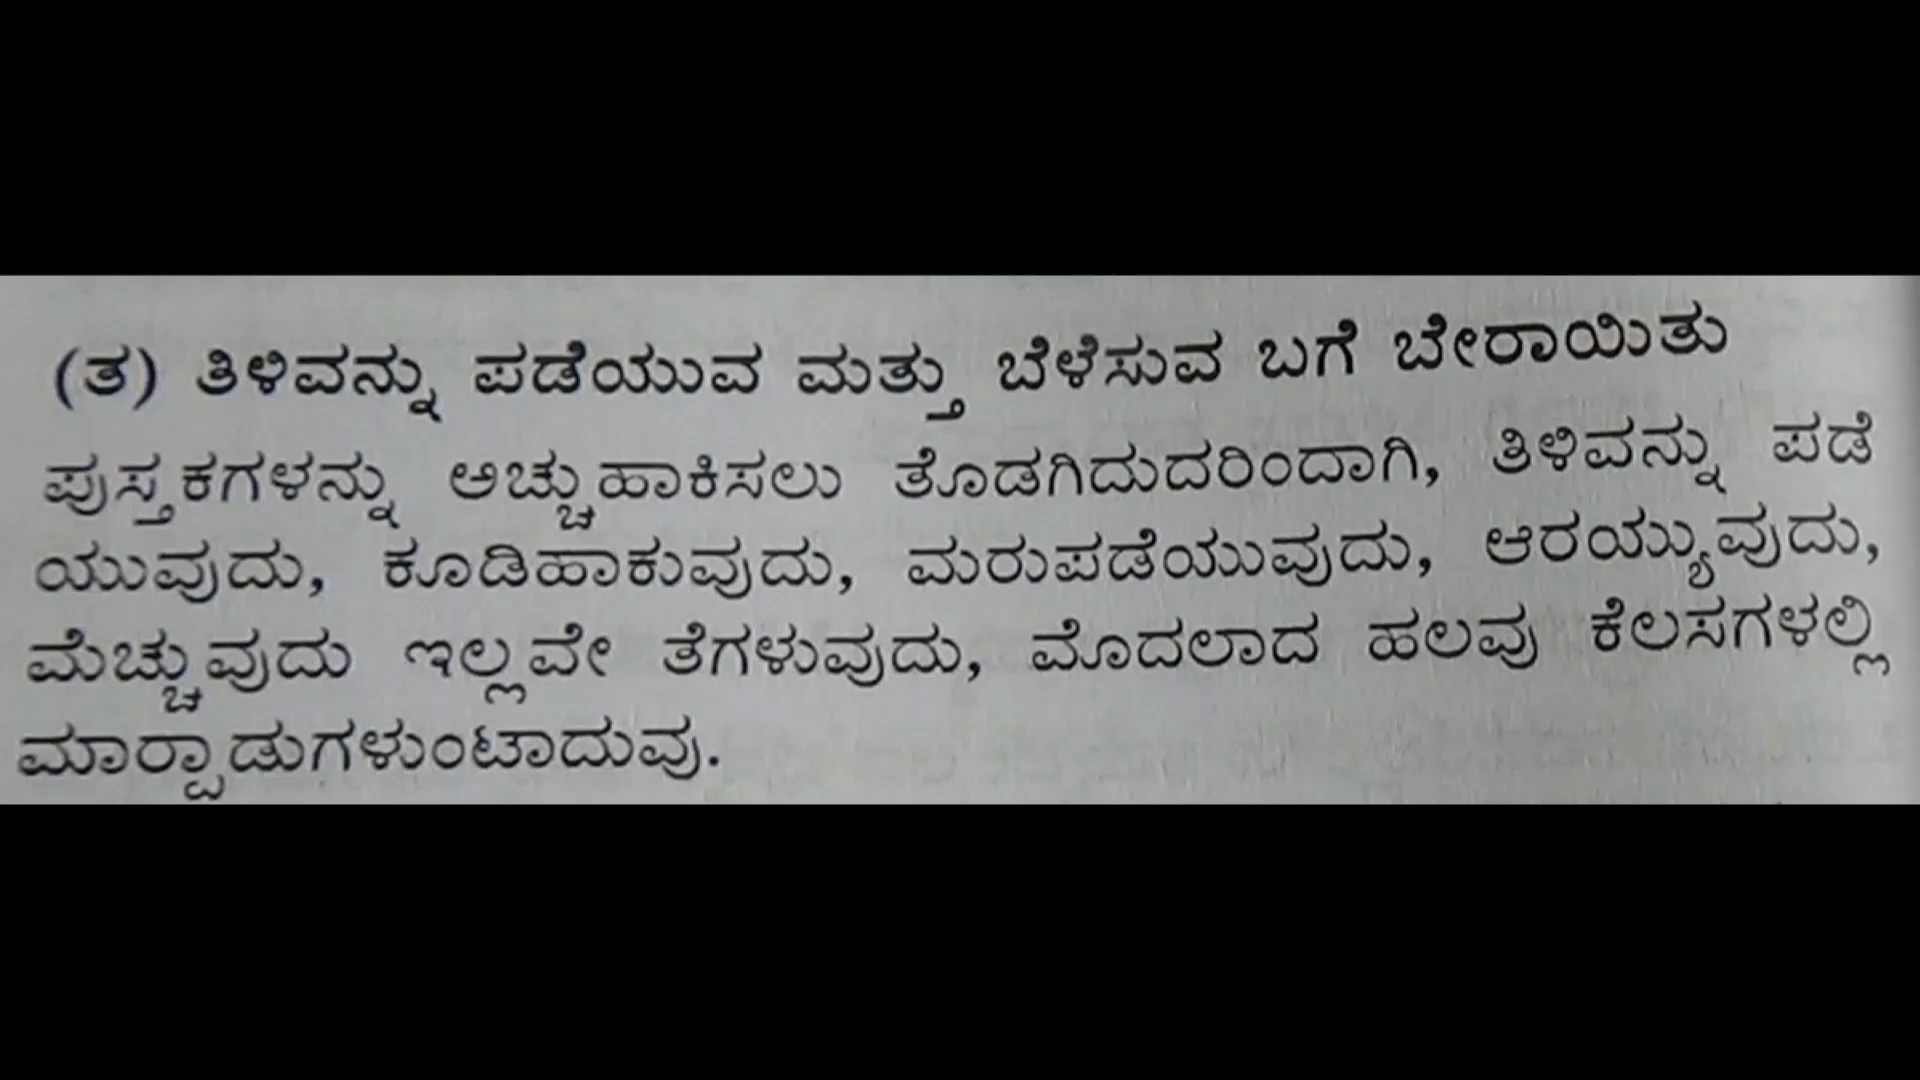 (ತ) ತಿಳಿವನ್ನು ಪಡೆಯುವ ಮತ್ತು ಬೆಳೆಸುವ ಬಗೆ ಬೇರಾಯಿತು
ಪುಸ್ತಕಗಳನ್ನು ಅಚ್ಚುಹಾಕಿಸಲು ತೊಡಗಿದುದರಿಂದಾಗಿ, ತಿಳಿವನ್ನು ಪಡೆ
ಯುವುದು, ಕೂಡಿಹಾಕುವುದು, ಮರುಪಡೆಯುವುದು, ಆರಯ್ಯುವುದು,
ಮೆಚ್ಚುವುದು ಇಲ್ಲವೇ ತೆಗಳುವುದು, ಮೊದಲಾದ ಹಲವು ಕೆಲಸಗಳಲ್ಲಿ
ಮಾರ‍್ಪಾಡುಗಳುಂಟಾದುವು.